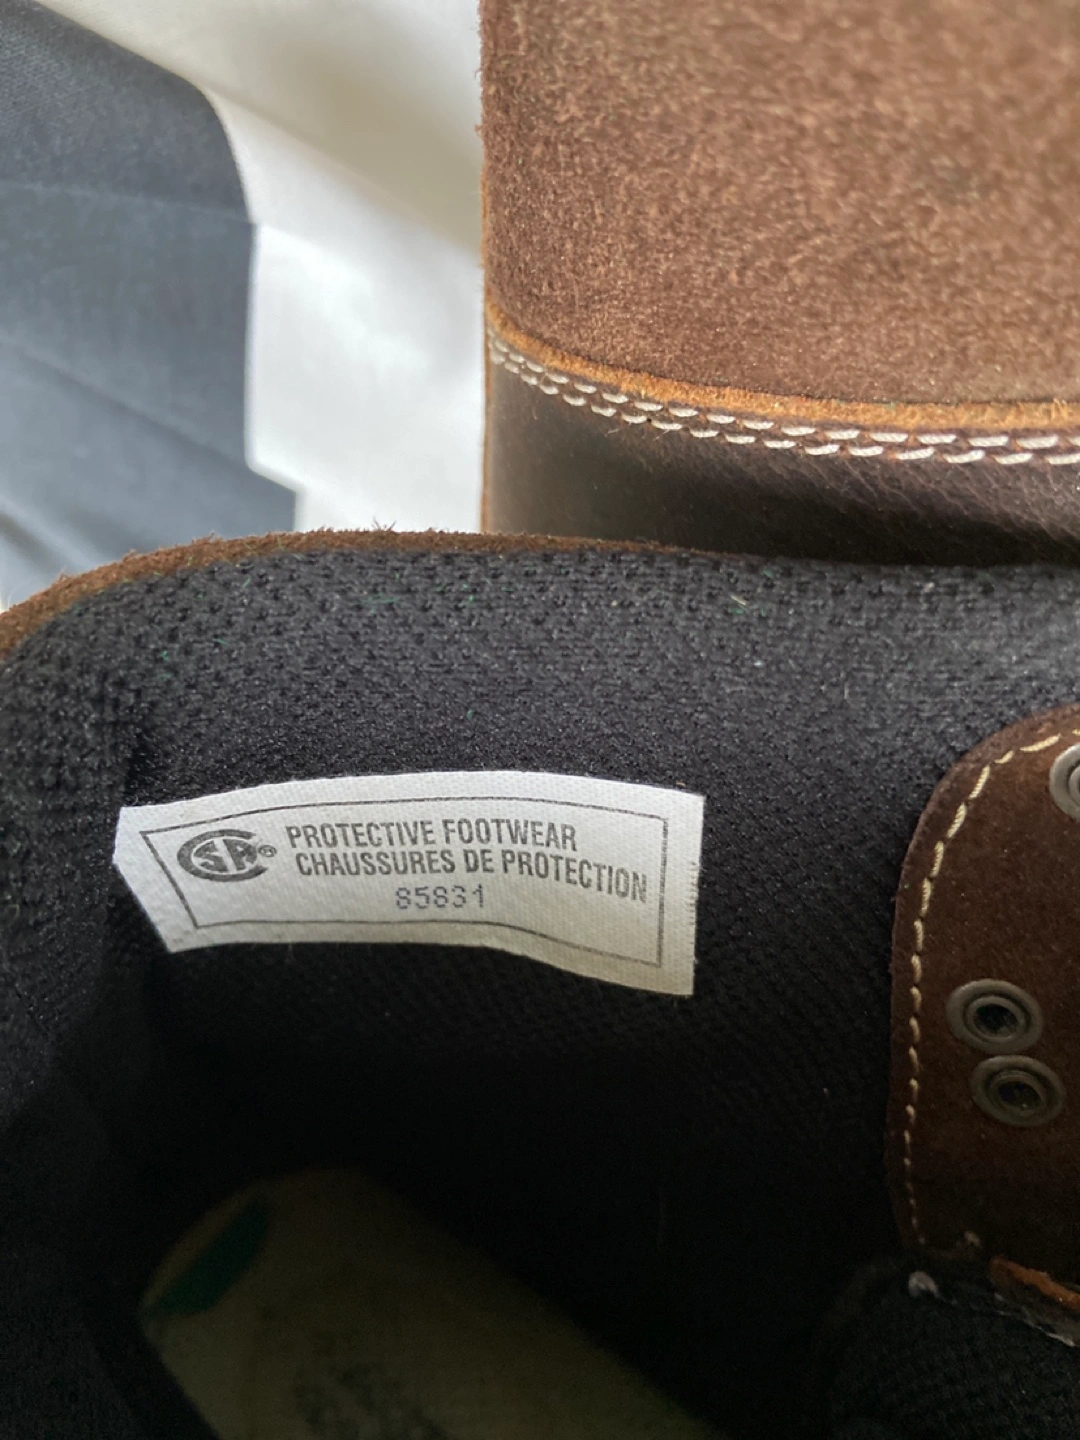 CSA® PROTECTIVE FOOTWEAR
CHAUSSURES DE PROTECTION
85831